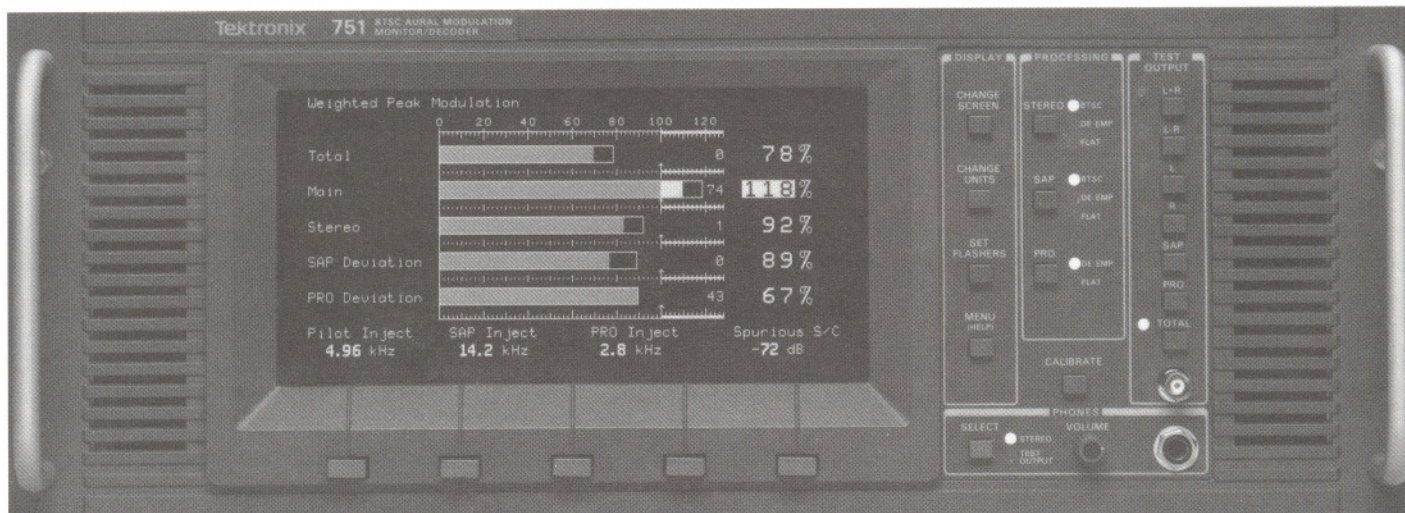 Tektronix 751 BTSC AURAL MODULATION
MONITOR/DECODER
Weighted Peak Modulation
0 20 40 60 80 100 120
Total 0 78%
Main 74 118%
Stereo 1 92%
SAP Deviation 0 89%
PRO Deviation 43 67%
Pilot Inject SAP Inject PRO Inject Spurious S/C
4.96 kHz 14.2 kHz 2.8 kHz -72 dB
DISPLAY
CHANGE
SCREEN
CHANGE
UNITS
SET
FLASHERS
MENU
(HELP)
PROCESSING
STEREO
BTSC
DE EMP
FLAT
SAP
BTSC
DE EMP
FLAT
PRO
DE EMP
FLAT
CALIBRATE
TEST
OUTPUT
L+R
L-R
L
R
SAP
PRO
TOTAL
PHONES
SELECT
STEREO
TEST
OUTPUT
VOLUME